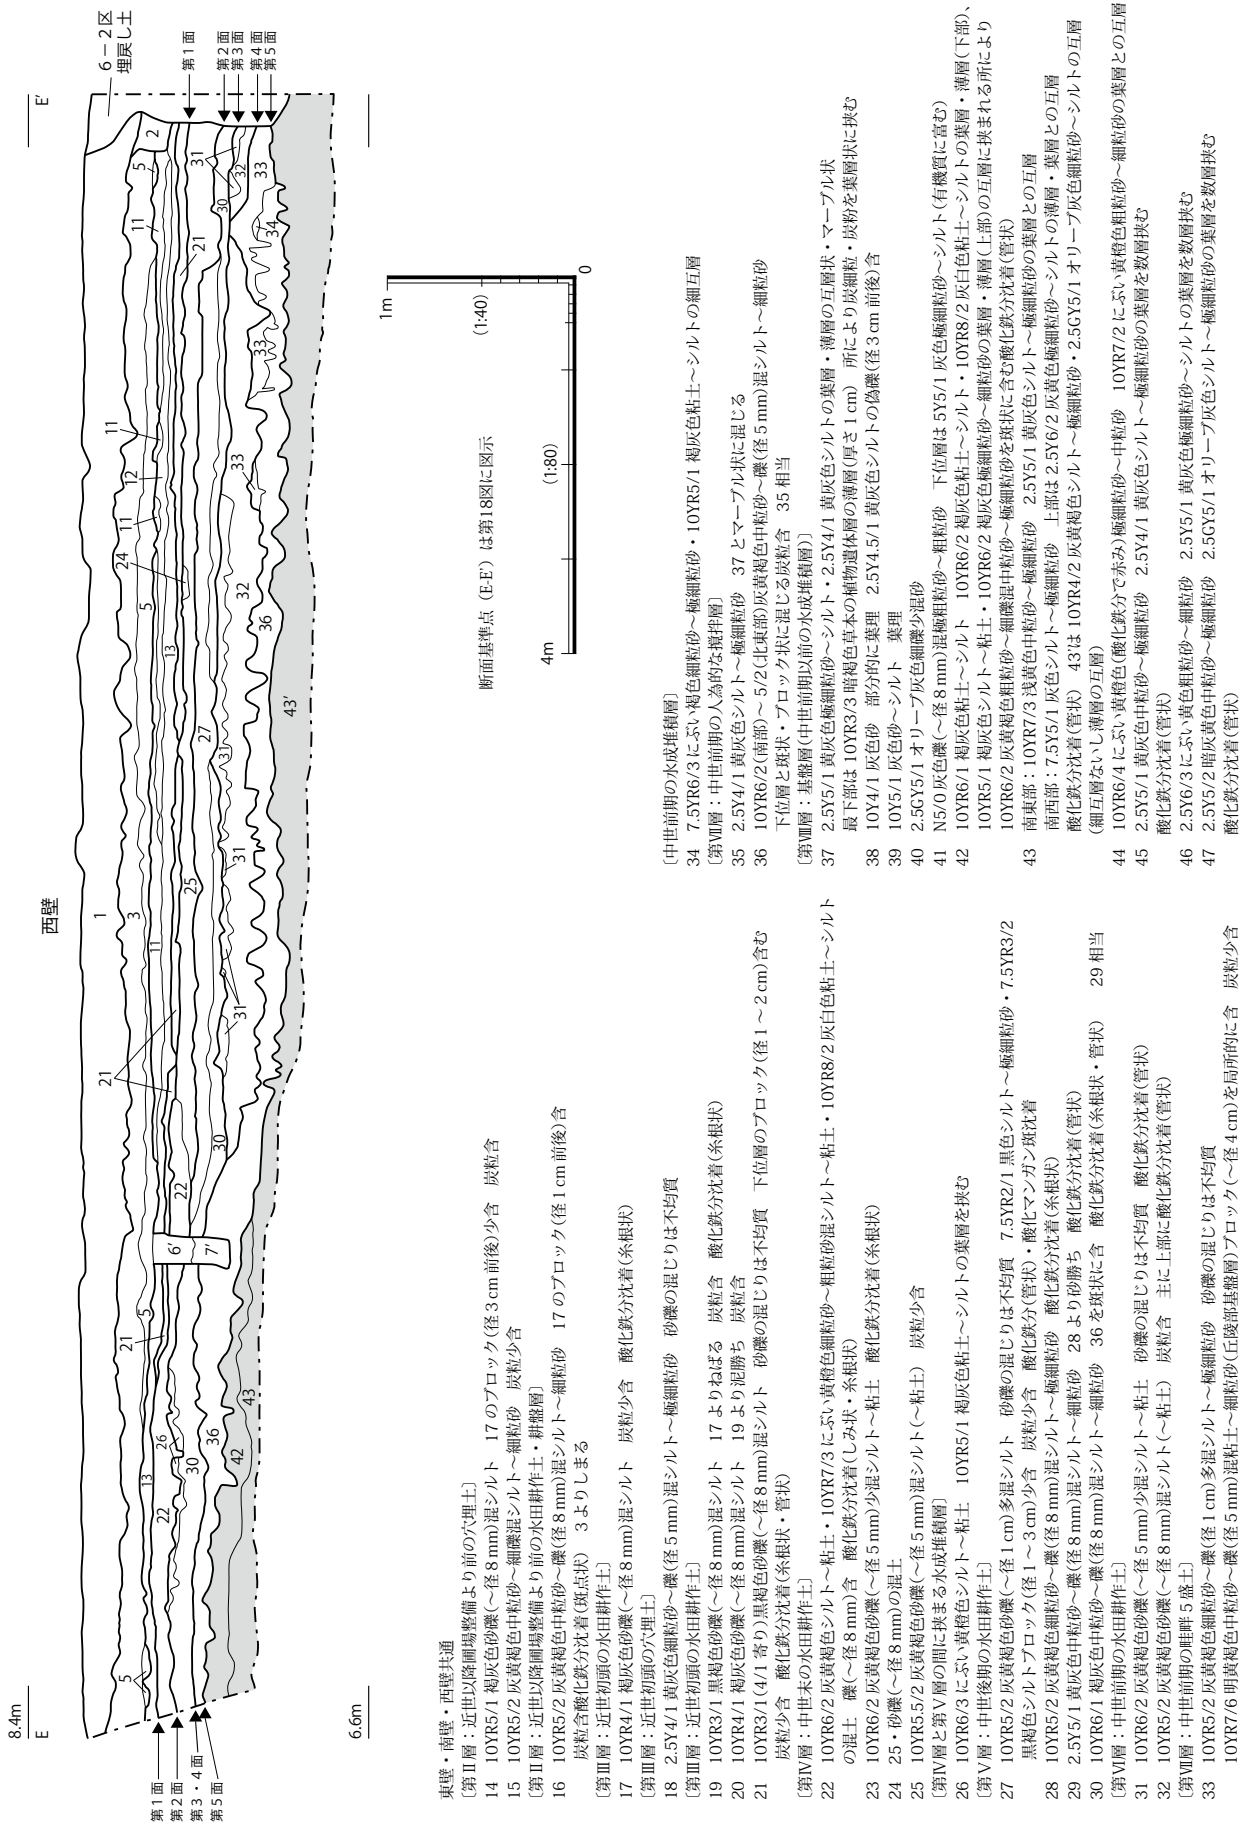 西壁
8.4m
E
E'
6.6m
6－2区
埋戻し土
第1面
第2面
第3・4面
第5面
第1面
第2面
第3面
第4面
第5面
1
2
3
5
5
5
5
6'
7'
11
11
11
11
12
13
13
21
21
21
22
22
24
25
26
27
30
30
30
31
31
31
31
32
32
33
33
33
34
36
36
42
43
43'
断面基準点（E-E'）は第18図に図示
1m
(1:40)
0
(1:80)
4m
東壁・南壁・西壁共通
〔第Ⅱ層：近世以降圃場整備より前の穴埋土〕
14 10YR5/1 褐灰色砂礫(～径8mm)混シルト 17のブロック(径3cm前後)少含 炭粒含
15 10YR5/2 灰黄褐色中粒砂～細礫混シルト～細粒砂 炭粒少含
〔第Ⅱ層：近世以降圃場整備より前の水田耕作土・耕盤層〕
16 10YR5/2 灰黄褐色中粒砂～礫(径8mm)混シルト～細粒砂 17のブロック(径1cm前後)含
炭粒含酸化鉄分沈着(斑点状) 3よりしまる
〔第Ⅲ層：近世初頭の水田耕作土〕
17 10YR4/1 褐灰色砂礫(～径8mm)混シルト 炭粒少含 酸化鉄分沈着(糸根状)
〔第Ⅲ層：近世初頭の穴埋土〕
18 2.5Y4/1 黄灰色細粒砂～礫(径5mm)混シルト～極細粒砂 砂礫の混じりは不均質
〔第Ⅲ層：近世初頭の水田耕作土〕
19 10YR3/1 黒褐色砂礫(～径8mm)混シルト 17よりねばる 炭粒含 酸化鉄分沈着(糸根状)
20 10YR4/1 褐灰色砂礫(～径8mm)混シルト 19より泥勝ち 炭粒含
21 10YR3/1(4/1寄り)黒褐色砂礫(～径8mm)混シルト 砂礫の混じりは不均質 下位層のブロック(径1～2cm)含む
炭粒少含 酸化鉄分沈着(糸根状・管状)
〔第Ⅳ層：中世末の水田耕作土〕
22 10YR6/2 灰黄褐色シルト～粘土・10YR7/3 にぶい黄橙色細粒砂～粗粒砂混シルト～粘土・10YR8/2 灰白色粘土～シルト
の混土 礫(～径8mm)含 酸化鉄分沈着(しみ状・糸根状)
23 10YR6/2 灰黄褐色砂礫(～径5mm)少混シルト～粘土 酸化鉄分沈着(糸根状)
24 25・砂礫(～径8mm)の混土
25 10YR5.5/2 灰黄褐色砂礫(～径5mm)混シルト(～粘土) 炭粒少含
〔第Ⅳ層と第Ⅴ層の間に挟まる水成堆積層〕
26 10YR6/3 にぶい黄橙色シルト～粘土 10YR5/1 褐灰色粘土～シルトの葉層を挟む
〔第Ⅴ層：中世後期の水田耕作土〕
27 10YR5/2 灰黄褐色砂礫(～径1cm)多混シルト 砂礫の混じりは不均質 7.5YR2/1 黒色シルト～極細粒砂・7.5YR3/2
黒褐色シルトブロック(径1～3cm)少含 炭粒少含 酸化鉄分(管状)・酸化マンガン斑沈着
28 10YR5/2 灰黄褐色細粒砂～礫(径8mm)混シルト～極細粒砂 酸化鉄分沈着(糸根状)
29 2.5Y5/1 黄灰色中粒砂～礫(径8mm)混シルト～細粒砂 28より砂勝ち 酸化鉄分沈着(管状)
30 10YR6/1 褐灰色中粒砂～礫(径8mm)混シルト～細粒砂 36を斑状に含 酸化鉄分沈着(糸根状・管状) 29相当
〔第Ⅵ層：中世前期の水田耕作土〕
31 10YR6/2 灰黄褐色砂礫(～径5mm)少混シルト～粘土 砂礫の混じりは不均質 酸化鉄分沈着(管状)
32 10YR5/2 灰黄褐色砂礫(～径8mm)混シルト(～粘土) 炭粒含 主に上部に酸化鉄分沈着(管状)
〔第Ⅶ層：中世前期の畦畔5盛土〕
33 10YR5/2 灰黄褐色細粒砂～礫(径1cm)多混シルト～極細粒砂 砂礫の混じりは不均質
10YR7/6 明黄褐色中粒砂～礫(径5mm)混粘土～細粒砂(丘陵部基盤層)ブロック(～径4cm)を局所的に含 炭粒少含
〔中世前期の水成堆積層〕
34 7.5YR6/3 にぶい褐色細粒砂～極細粒砂・10YR5/1 褐灰色粘土～シルトの細互層
〔第Ⅶ層：中世前期の人為的な攪拌層〕
35 2.5Y4/1 黄灰色シルト～極細粒砂 37とマーブル状に混じる
36 10YR6/2(南部)～5/2(北東部)灰黄褐色中粒砂～礫(径5mm)混シルト～細粒砂
下位層と斑状・ブロック状に混じる炭粒含 35相当
〔第Ⅷ層：基盤層(中世前期以前の水成堆積層)〕
37 2.5Y5/1 黄灰色極細粒砂～シルト・2.5Y4/1 黄灰色シルトの葉層・薄層の互層状・マーブル状
最下部は10YR3/3 暗褐色草本の植物遺体層の薄層(厚さ1cm) 所により炭細粒・炭粉を葉層状に挟む
38 10Y4/1 灰色砂 部分的に葉理 2.5Y4.5/1 黄灰色シルトの偽礫(径3cm前後)含
39 10Y5/1 灰色砂～シルト 葉理
40 2.5GY5/1 オリーブ灰色細礫少混砂
41 N5/0 灰色礫(～径8mm)混極粗粒砂～粗粒砂 下位層は5Y5/1 灰色極細粒砂～シルト(有機質に富む)
42 10YR6/1 褐灰色粘土～シルト 10YR6/2 褐灰色粘土～シルト・10YR8/2 灰白色粘土～シルトの葉層・薄層(下部)、
10YR5/1 褐灰色シルト～粘土・10YR6/2 褐灰色極細粒砂～細粒砂の葉層・薄層(上部)の互層に挟まれる所により
10YR6/2 灰黄褐色粗粒砂～細礫混中粒砂～極細粒砂を斑状に含む酸化鉄分沈着(管状)
43 南東部：10YR7/3 浅黄色中粒砂～極細粒砂 2.5Y5/1 黄灰色シルト～極細粒砂の葉層との互層
南西部：7.5Y5/1 灰色シルト～極細粒砂 上部は2.5Y6/2 灰黄色極細粒砂～シルトの薄層・葉層との互層
酸化鉄分沈着(管状) 43'は10YR4/2 灰黄褐色シルト～極細粒砂・2.5GY5/1 オリーブ灰色細粒砂～シルトの互層
(細互層ないし薄層の互層)
44 10YR6/4 にぶい黄橙色(酸化鉄分で赤み)極細粒砂～中粒砂 10YR7/2 にぶい黄橙色粗粒砂～細粒砂の葉層との互層
45 2.5Y5/1 黄灰色中粒砂～極細粒砂 2.5Y4/1 黄灰色シルト～極細粒砂の葉層を数層挟む
酸化鉄分沈着(管状)
46 2.5Y6/3 にぶい黄色粗粒砂～細粒砂 2.5Y5/1 黄灰色極細粒砂～シルトの葉層を数層挟む
47 2.5Y5/2 暗灰黄色中粒砂～極細粒砂 2.5GY5/1 オリーブ灰色シルト～極細粒砂の葉層を数層挟む
酸化鉄分沈着(管状)